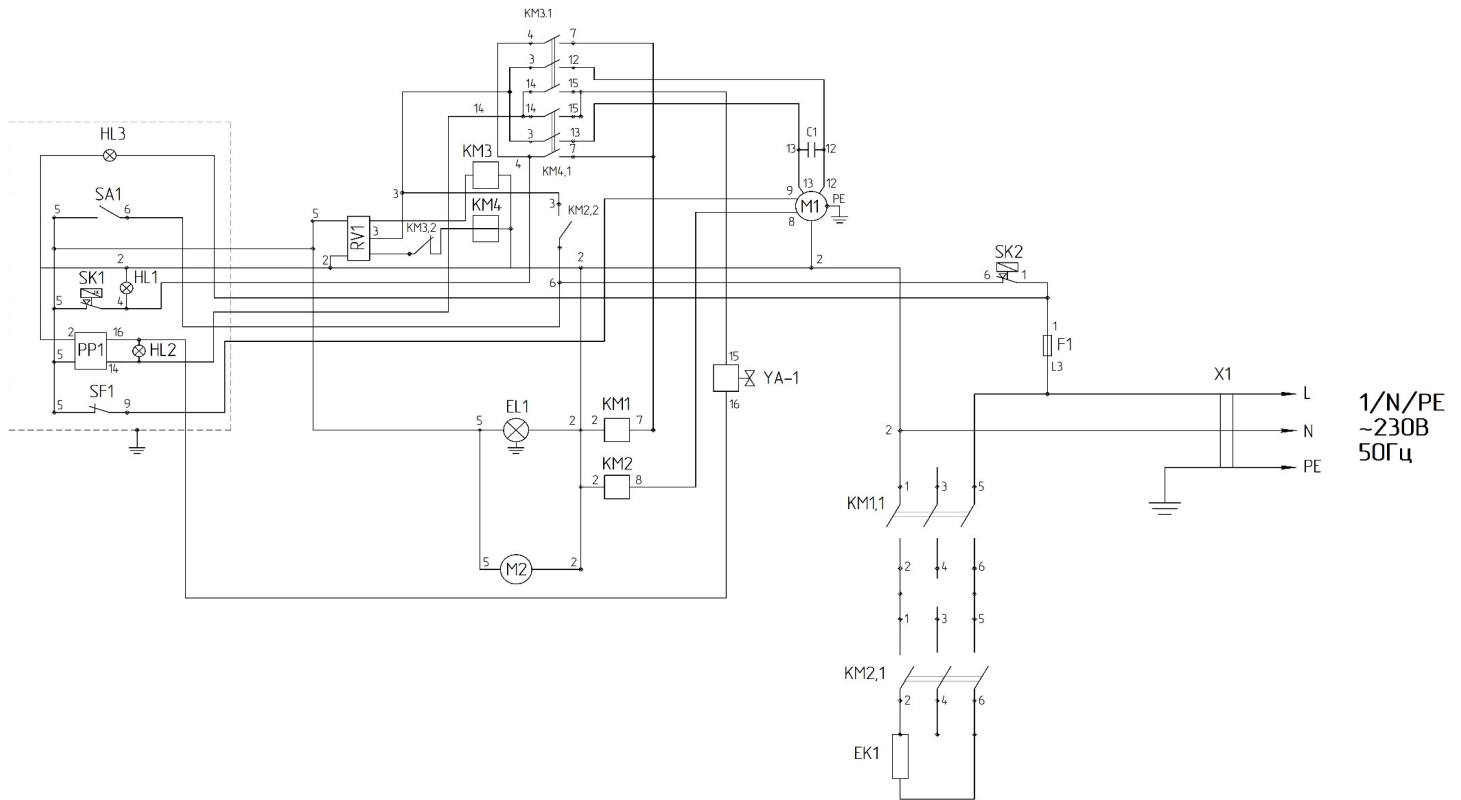 KM3.1
4 7
3 12
14 15
14 14 15
3 13
4 7
KM4,1
HL3
KM3
C1
13 12
SA1
5 6
KM4
3
3
KM2,2
9 13 12
M1 PE
8
5
RV1
3
KM3,2
2
2
2
2
SK1
HL1
5 4
6
SK2
6 1
2 16
PP1
HL2
5 14
1
F1
L3
SF1
5 9
15
YA-1
16
X1
L
N
PE
1/N/PE
~230В
50Гц
EL1
5 2
KM1
2 7
2
KM2
2 8
KM1,1
1 3 5
5 M2 2
2 4 6
1 3 5
KM2,1
2 4 6
EK1